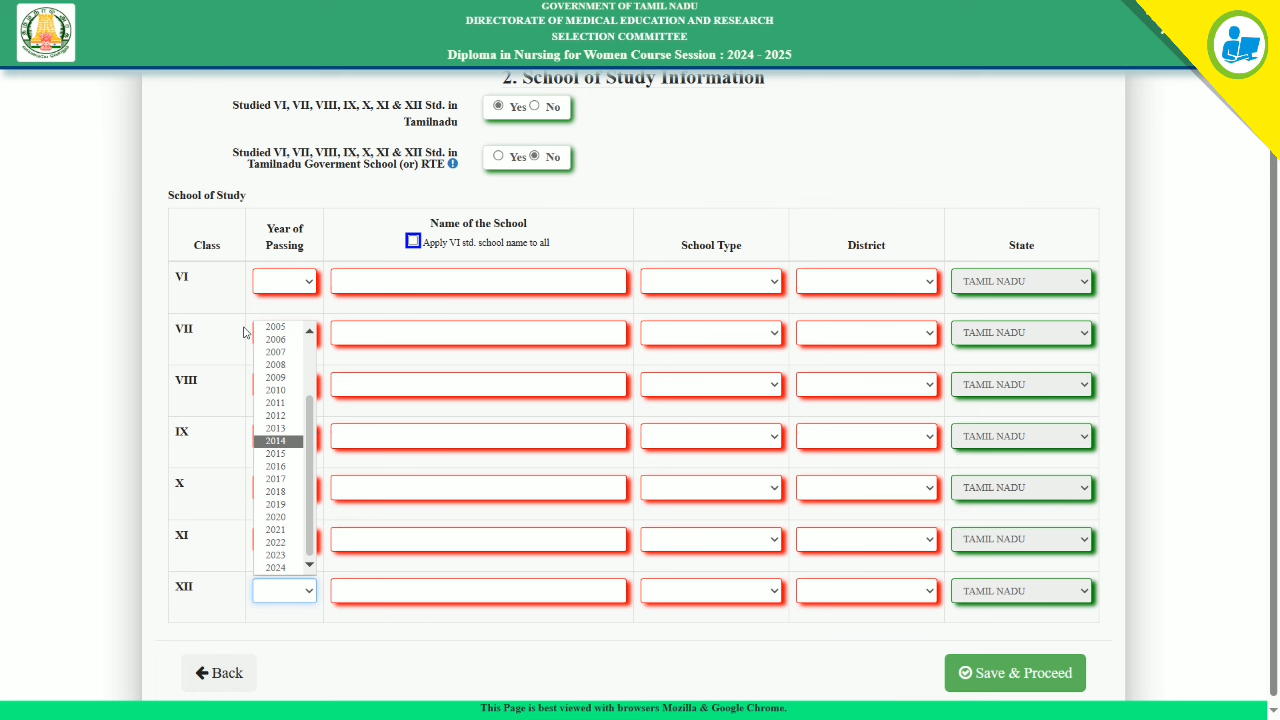 GOVERNMENT OF TAMIL NADU
DIRECTORATE OF MEDICAL EDUCATION AND RESEARCH
SELECTION COMMITTEE
Diploma in Nursing for Women Course Session : 2024 - 2025
2. School of Study Information
Studied VI, VII, VIII, IX, X, XI & XII Std. in
Tamilnadu
Yes No
Studied VI, VII, VIII, IX, X, XI & XII Std. in
Tamilnadu Goverment School (or) RTE
Yes No
School of Study
Class
Year of
Passing
Name of the School
Apply VI std. school name to all
School Type
District
State
VI
TAMIL NADU
VII
TAMIL NADU
VIII
TAMIL NADU
IX
TAMIL NADU
X
TAMIL NADU
XI
TAMIL NADU
XII
TAMIL NADU
2005
2006
2007
2008
2009
2010
2011
2012
2013
2014
2015
2016
2017
2018
2019
2020
2021
2022
2023
2024
Back
Save & Proceed
This Page is best viewed with browsers Mozilla & Google Chrome.